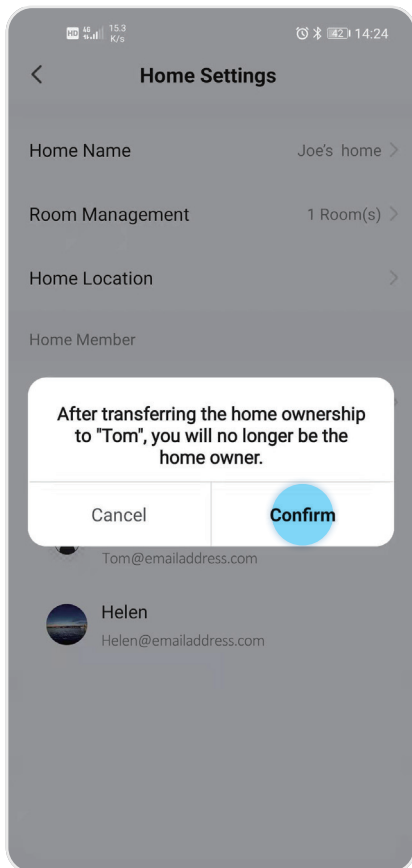 HD 4G 15.3 K/s 42 14:24
Home Settings
Home Name Joe's home
Room Management 1 Room(s)
Home Location
Home Member
After transferring the home ownership
to "Tom", you will no longer be the
home owner.
Cancel Confirm
Tom@emailaddress.com
Helen
Helen@emailaddress.com